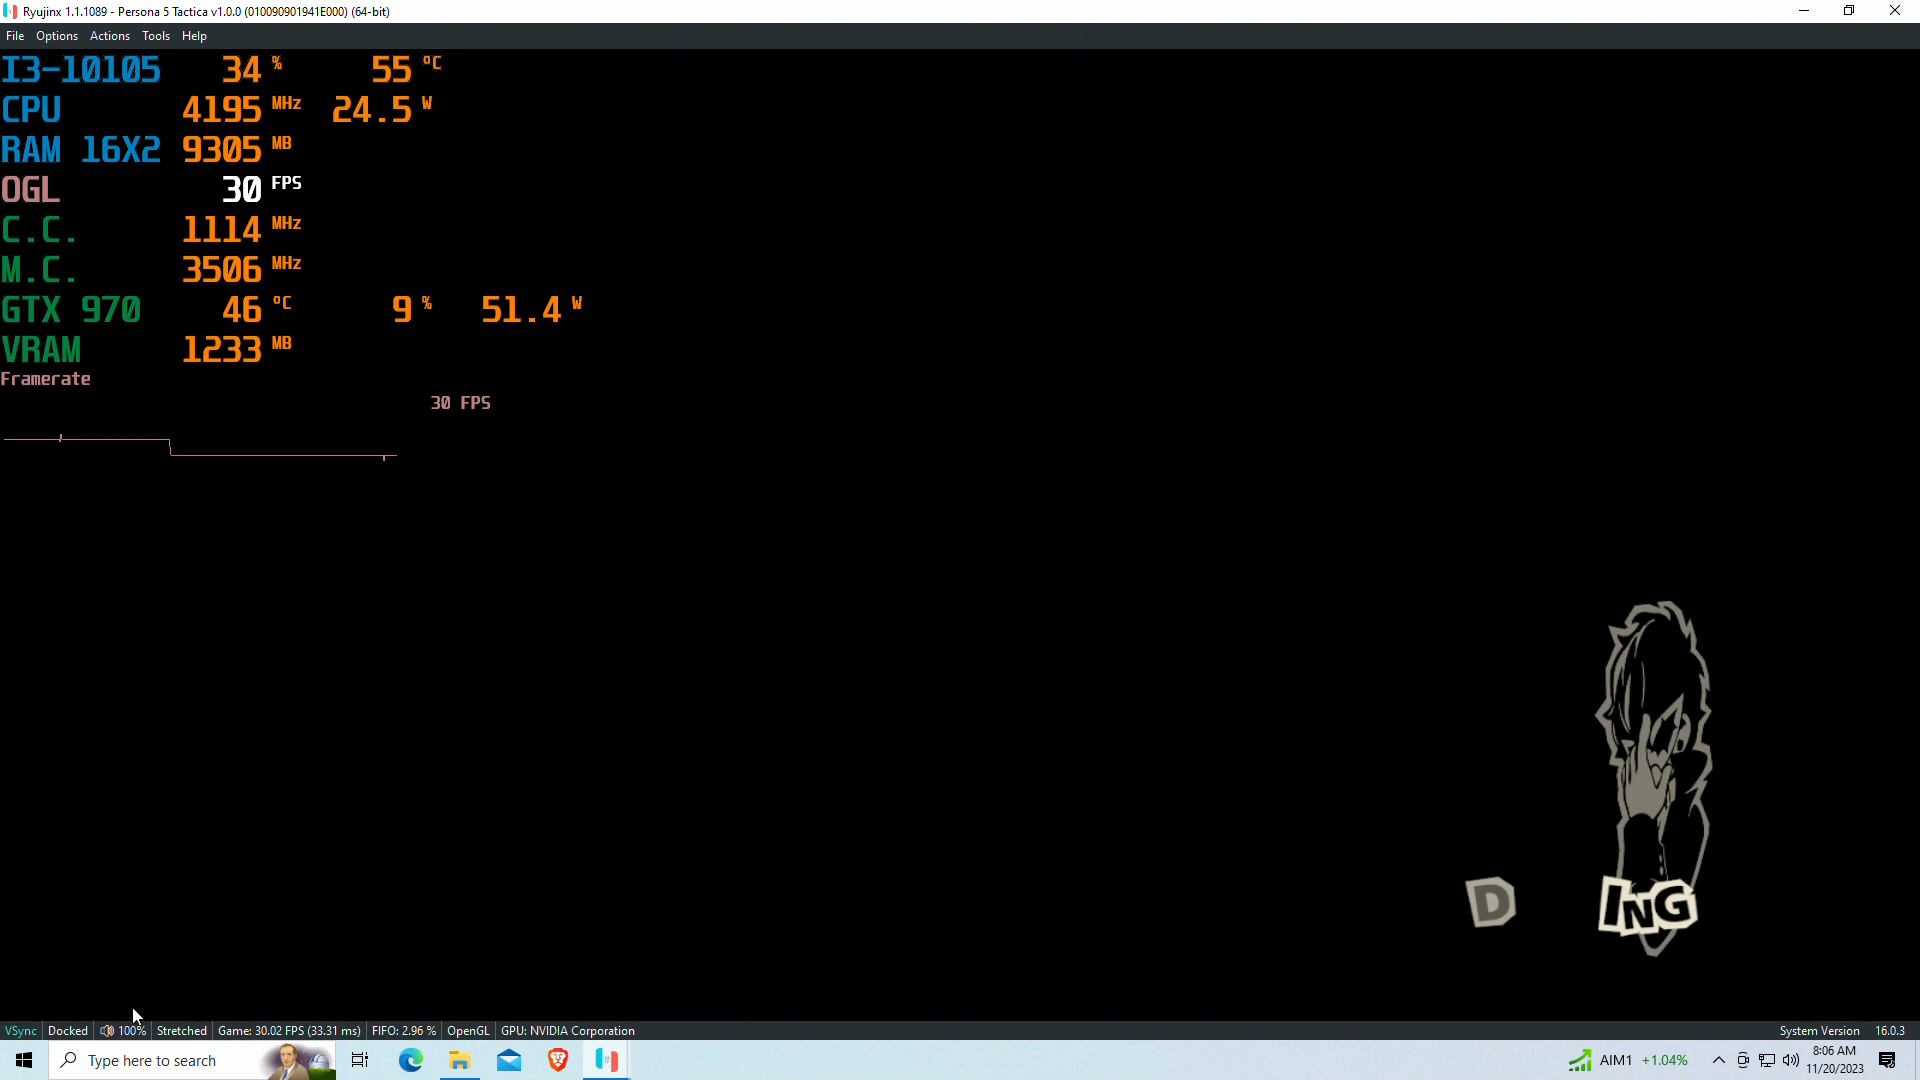 Ryujinx 1.1.1089 - Persona 5 Tactica v1.0.0 (010090901941E000) (64-bit)
File Options Actions Tools Help
I3-10105 34 % 55 °C
CPU 4195 MHz 24.5 W
RAM 16X2 9305 MB
OGL 30 FPS
C.C. 1114 MHz
M.C. 3506 MHz
GTX 970 46 °C 9 % 51.4 W
VRAM 1233 MB
Framerate
30 FPS
D ING
VSync Docked 100% Stretched Game: 30.02 FPS (33.31 ms) FIFO: 2.96 % OpenGL GPU: NVIDIA Corporation System Version 16.0.3
Type here to search AIM1 +1.04% 8:06 AM
11/20/2023